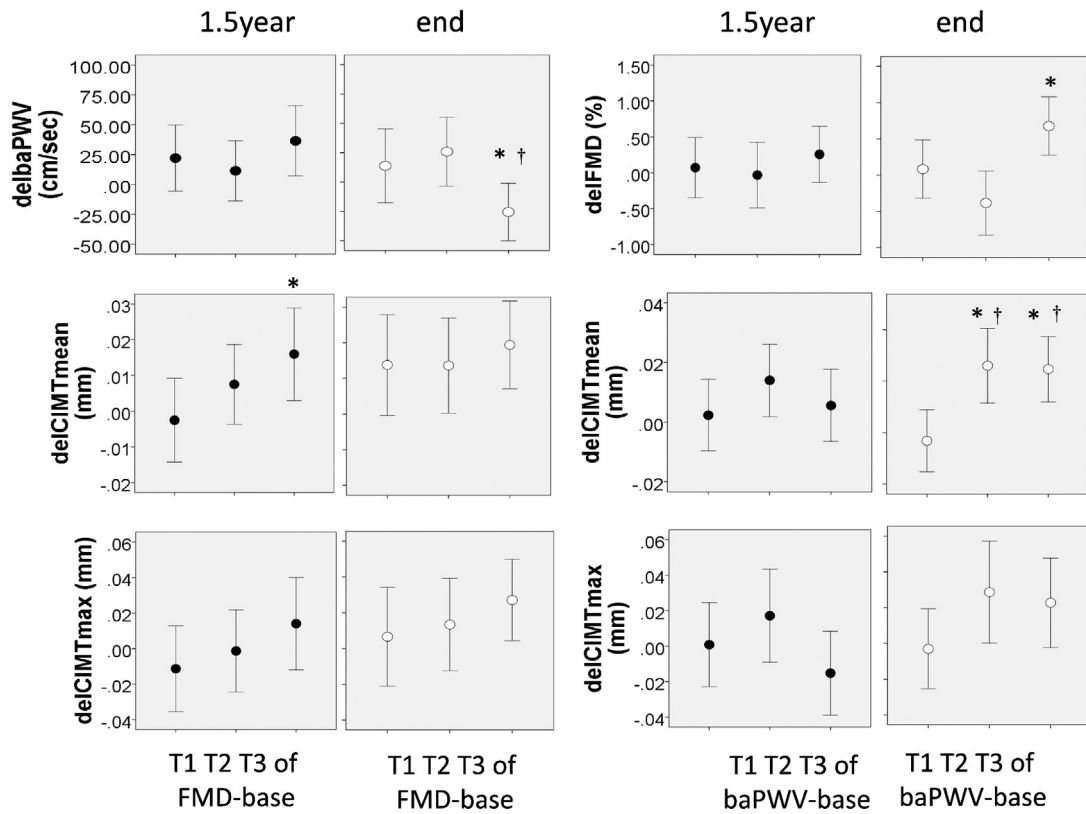 1.5year
end
1.5year
end
delbaPWV
(cm/sec)
100.00
75.00
50.00
25.00
.00
-25.00
-50.00
* †
delFMD (%)
1.50
1.00
.50
.00
-.50
-1.00
*
delCIMTmean
(mm)
.03
.02
.01
.00
-.01
-.02
*
delCIMTmean
(mm)
.04
.02
.00
-.02
* † * †
delCIMTmax (mm)
.06
.04
.02
.00
-.02
-.04
delCIMTmax
(mm)
.06
.04
.02
.00
-.02
-.04
T1 T2 T3 of
FMD-base
T1 T2 T3 of
FMD-base
T1 T2 T3 of
baPWV-base
T1 T2 T3 of
baPWV-base